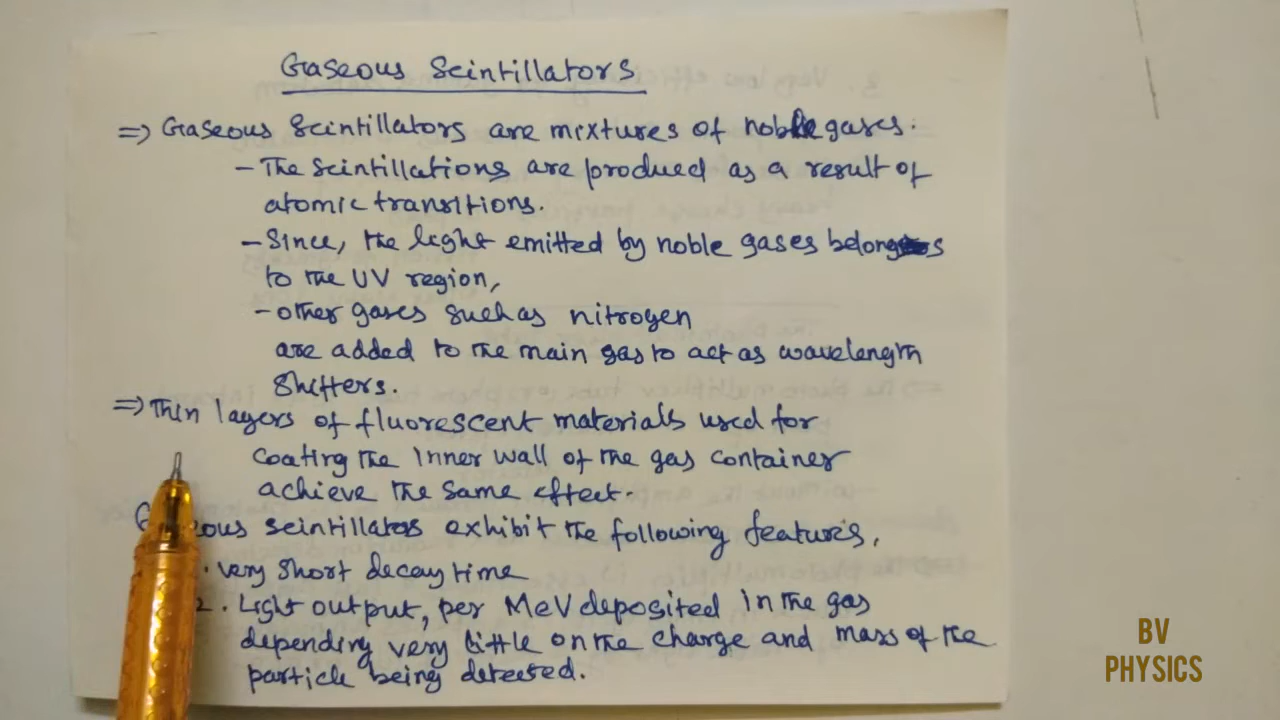 Gaseous Scintillators
=> Gaseous Scintillators are mixtures of noble gases.
- The scintillations are produced as a result of
atomic transitions.
- Since, the light emitted by noble gases belongs
to the UV region,
- other gases such as nitrogen
are added to the main gas to act as wavelength
shifters.
=> Thin layers of fluorescent materials used for
coating the inner wall of the gas container
achieve the same effect.
scintillators exhibit the following features,
. very short decay time
2. Light output, per MeV deposited in the gas
depending very little on the charge and mass of the
particle being detected.
BV
PHYSICS